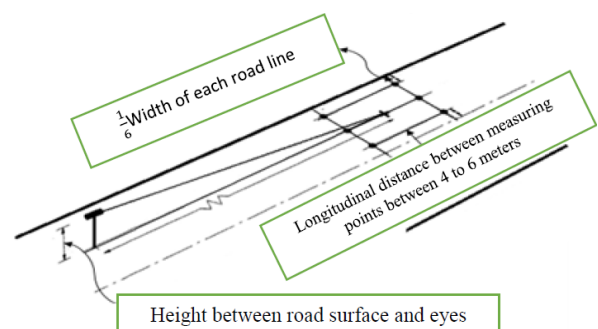 1/6 Width of each road line
Longitudinal distance between measuring
points between 4 to 6 meters
Height between road surface and eyes